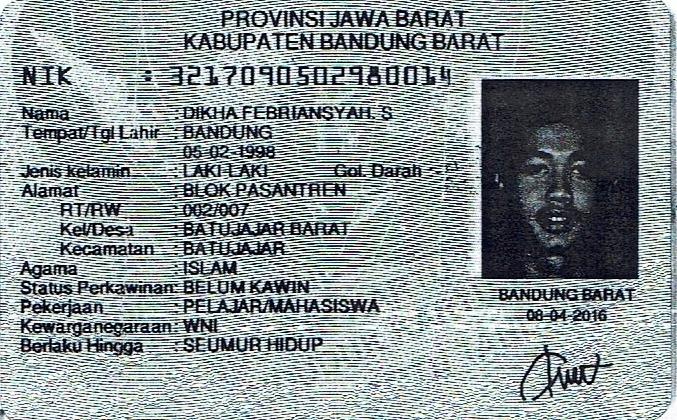 PROVINSI JAWA BARAT
KABUPATEN BANDUNG BARAT
NIK : 3217090502980014
Nama : DIKHA FEBRIANSYAH. S
Tempat/Tgl Lahir : BANDUNG
05-02-1998
Jenis kelamin : LAKI-LAKI Gol. Darah : -
Alamat : BLOK PASANTREN
RT/RW : 002/007
Kel/Desa : BATUJAJAR BARAT
Kecamatan : BATUJAJAR
Agama : ISLAM
Status Perkawinan: BELUM KAWIN
Pekerjaan : PELAJAR/MAHASISWA
Kewarganegaraan: WNI
Berlaku Hingga : SEUMUR HIDUP
BANDUNG BARAT
08-04-2016